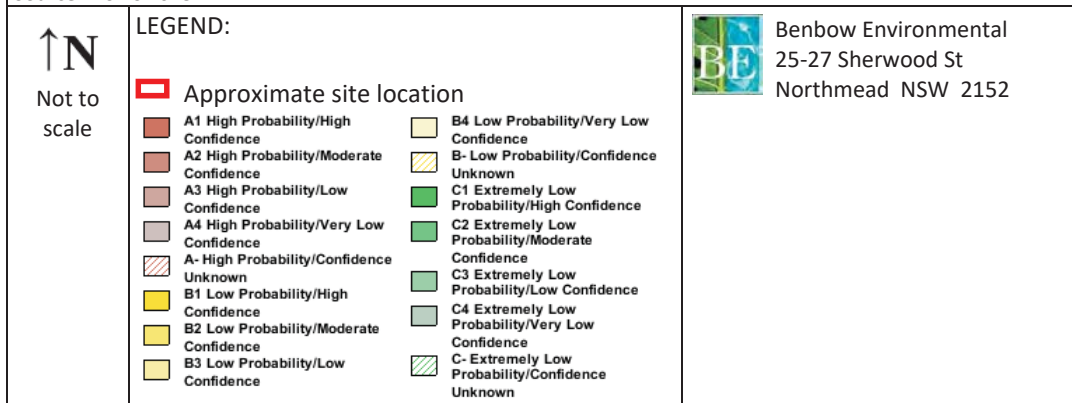 ↑N
Not to
scale
LEGEND:
Approximate site location
A1 High Probability/High
Confidence
A2 High Probability/Moderate
Confidence
A3 High Probability/Low
Confidence
A4 High Probability/Very Low
Confidence
A- High Probability/Confidence
Unknown
B1 Low Probability/High
Confidence
B2 Low Probability/Moderate
Confidence
B3 Low Probability/Low
Confidence
B4 Low Probability/Very Low
Confidence
B- Low Probability/Confidence
Unknown
C1 Extremely Low
Probability/High Confidence
C2 Extremely Low
Probability/Moderate
Confidence
C3 Extremely Low
Probability/Low Confidence
C4 Extremely Low
Probability/Very Low
Confidence
C- Extremely Low
Probability/Confidence
Unknown
BE
Benbow Environmental
25-27 Sherwood St
Northmead NSW 2152